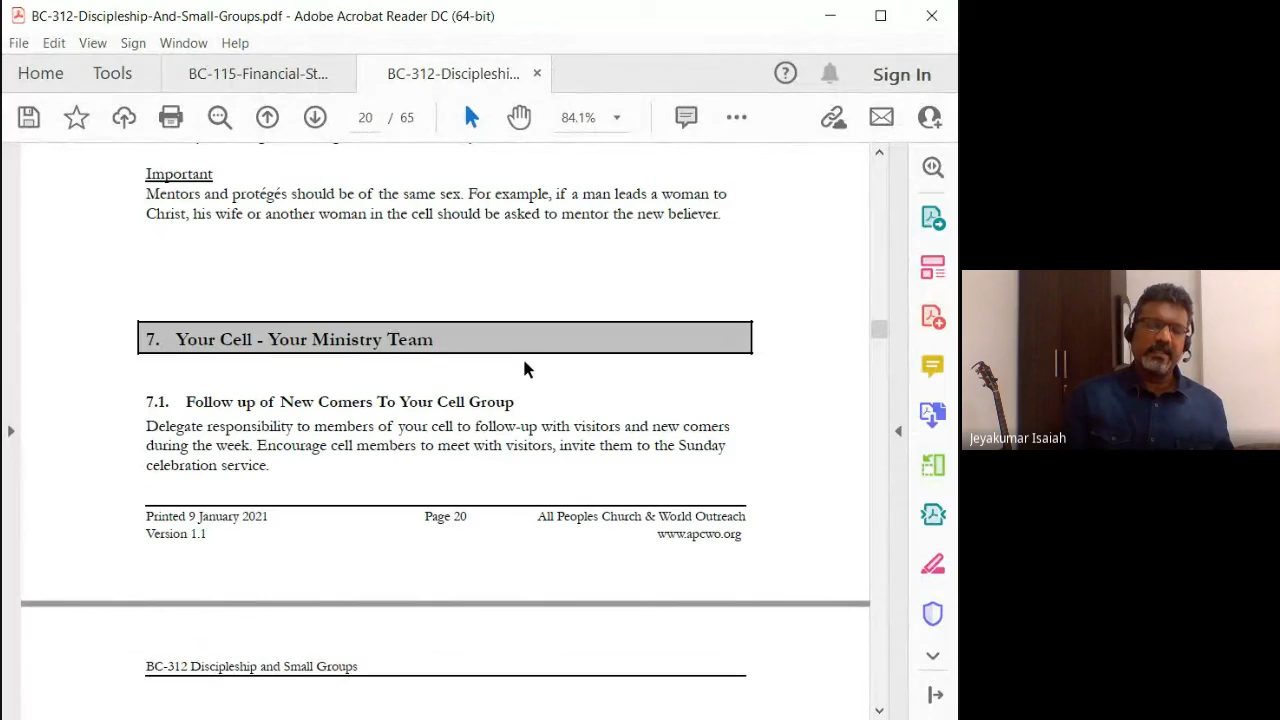 BC-312-Discipleship-And-Small-Groups.pdf - Adobe Acrobat Reader DC (64-bit)
File Edit View Sign Window Help
Home Tools BC-115-Financial-St... BC-312-Discipleshi... Sign In
20 / 65 84.1%
Important
Mentors and protégés should be of the same sex. For example, if a man leads a woman to
Christ, his wife or another woman in the cell should be asked to mentor the new believer.
7. Your Cell - Your Ministry Team
7.1. Follow up of New Comers To Your Cell Group
Delegate responsibility to members of your cell to follow-up with visitors and new comers
during the week. Encourage cell members to meet with visitors, invite them to the Sunday
celebration service.
Printed 9 January 2021 Page 20 All Peoples Church & World Outreach
Version 1.1 www.apcwo.org
BC-312 Discipleship and Small Groups
Jeyakumar Isaiah